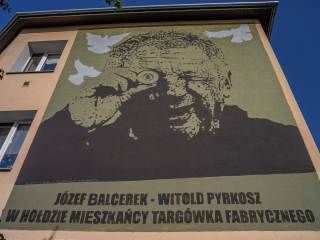 JÓZEF BALCEREK - WITOLD PYRKOSZ
W HOŁDZIE MIESZKAŃCY TARGÓWKA FABRYCZNEGO